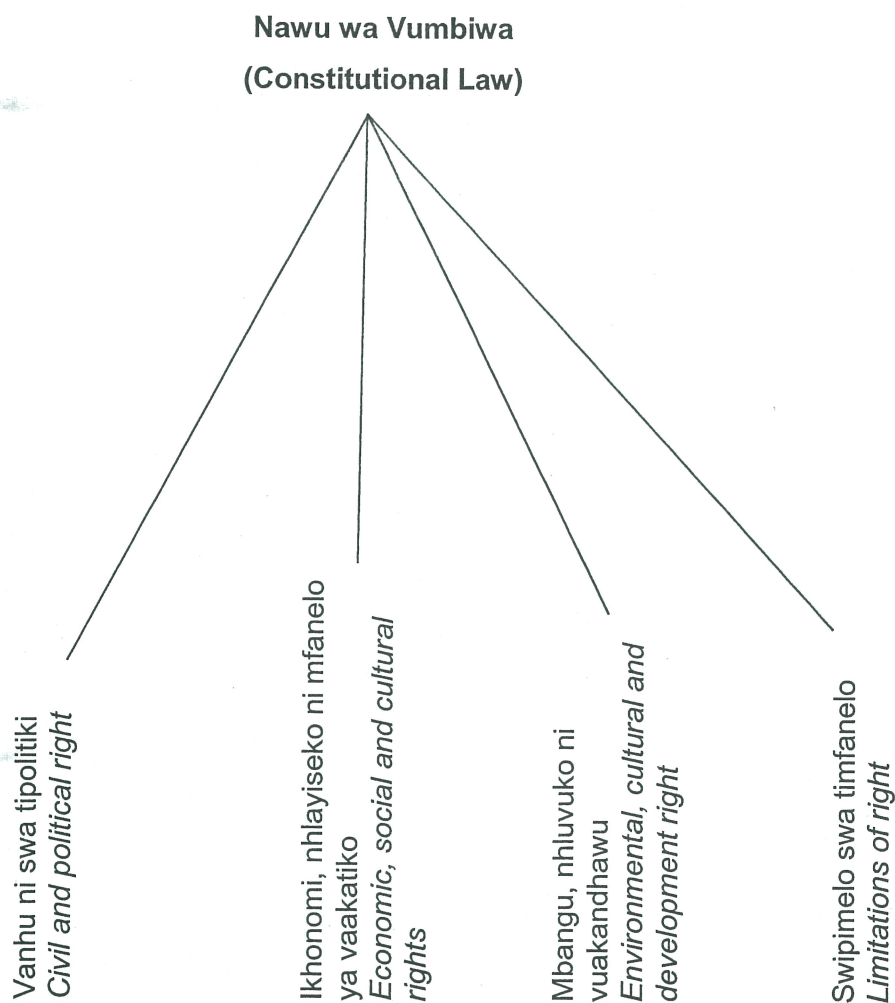 Nawu wa Vumbiwa
(Constitutional Law)
Vanhu ni swa tipolitiki
Civil and political right
Ikhonomi, nhlayiseko ni mfanelo
ya vaakatiko
Economic, social and cultural
rights
Mbangu, nhluvuko ni
vuakandhawu
Environmental, cultural and
development right
Swipimelo swa timfanelo
Limitations of right